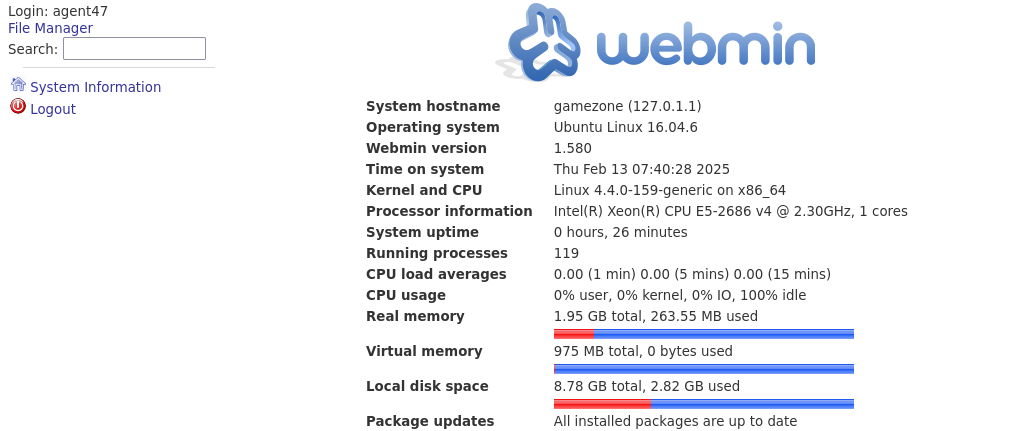 Login: agent47
File Manager
Search:
System Information
Logout
webmin
System hostname gamezone (127.0.1.1)
Operating system Ubuntu Linux 16.04.6
Webmin version 1.580
Time on system Thu Feb 13 07:40:28 2025
Kernel and CPU Linux 4.4.0-159-generic on x86_64
Processor information Intel(R) Xeon(R) CPU E5-2686 v4 @ 2.30GHz, 1 cores
System uptime 0 hours, 26 minutes
Running processes 119
CPU load averages 0.00 (1 min) 0.00 (5 mins) 0.00 (15 mins)
CPU usage 0% user, 0% kernel, 0% IO, 100% idle
Real memory 1.95 GB total, 263.55 MB used
Virtual memory 975 MB total, 0 bytes used
Local disk space 8.78 GB total, 2.82 GB used
Package updates All installed packages are up to date